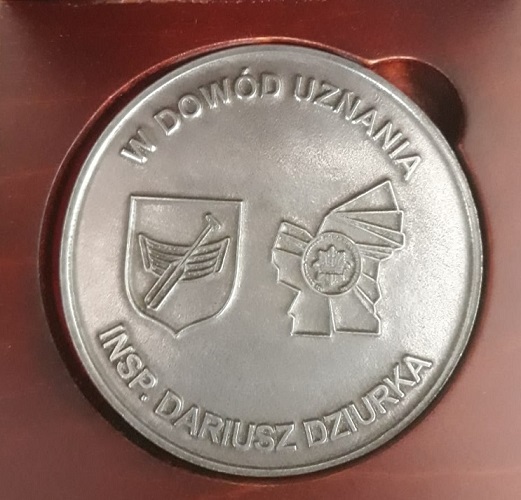 W DOWÓD UZNANIA
INSP. DARIUSZ DZIURKA